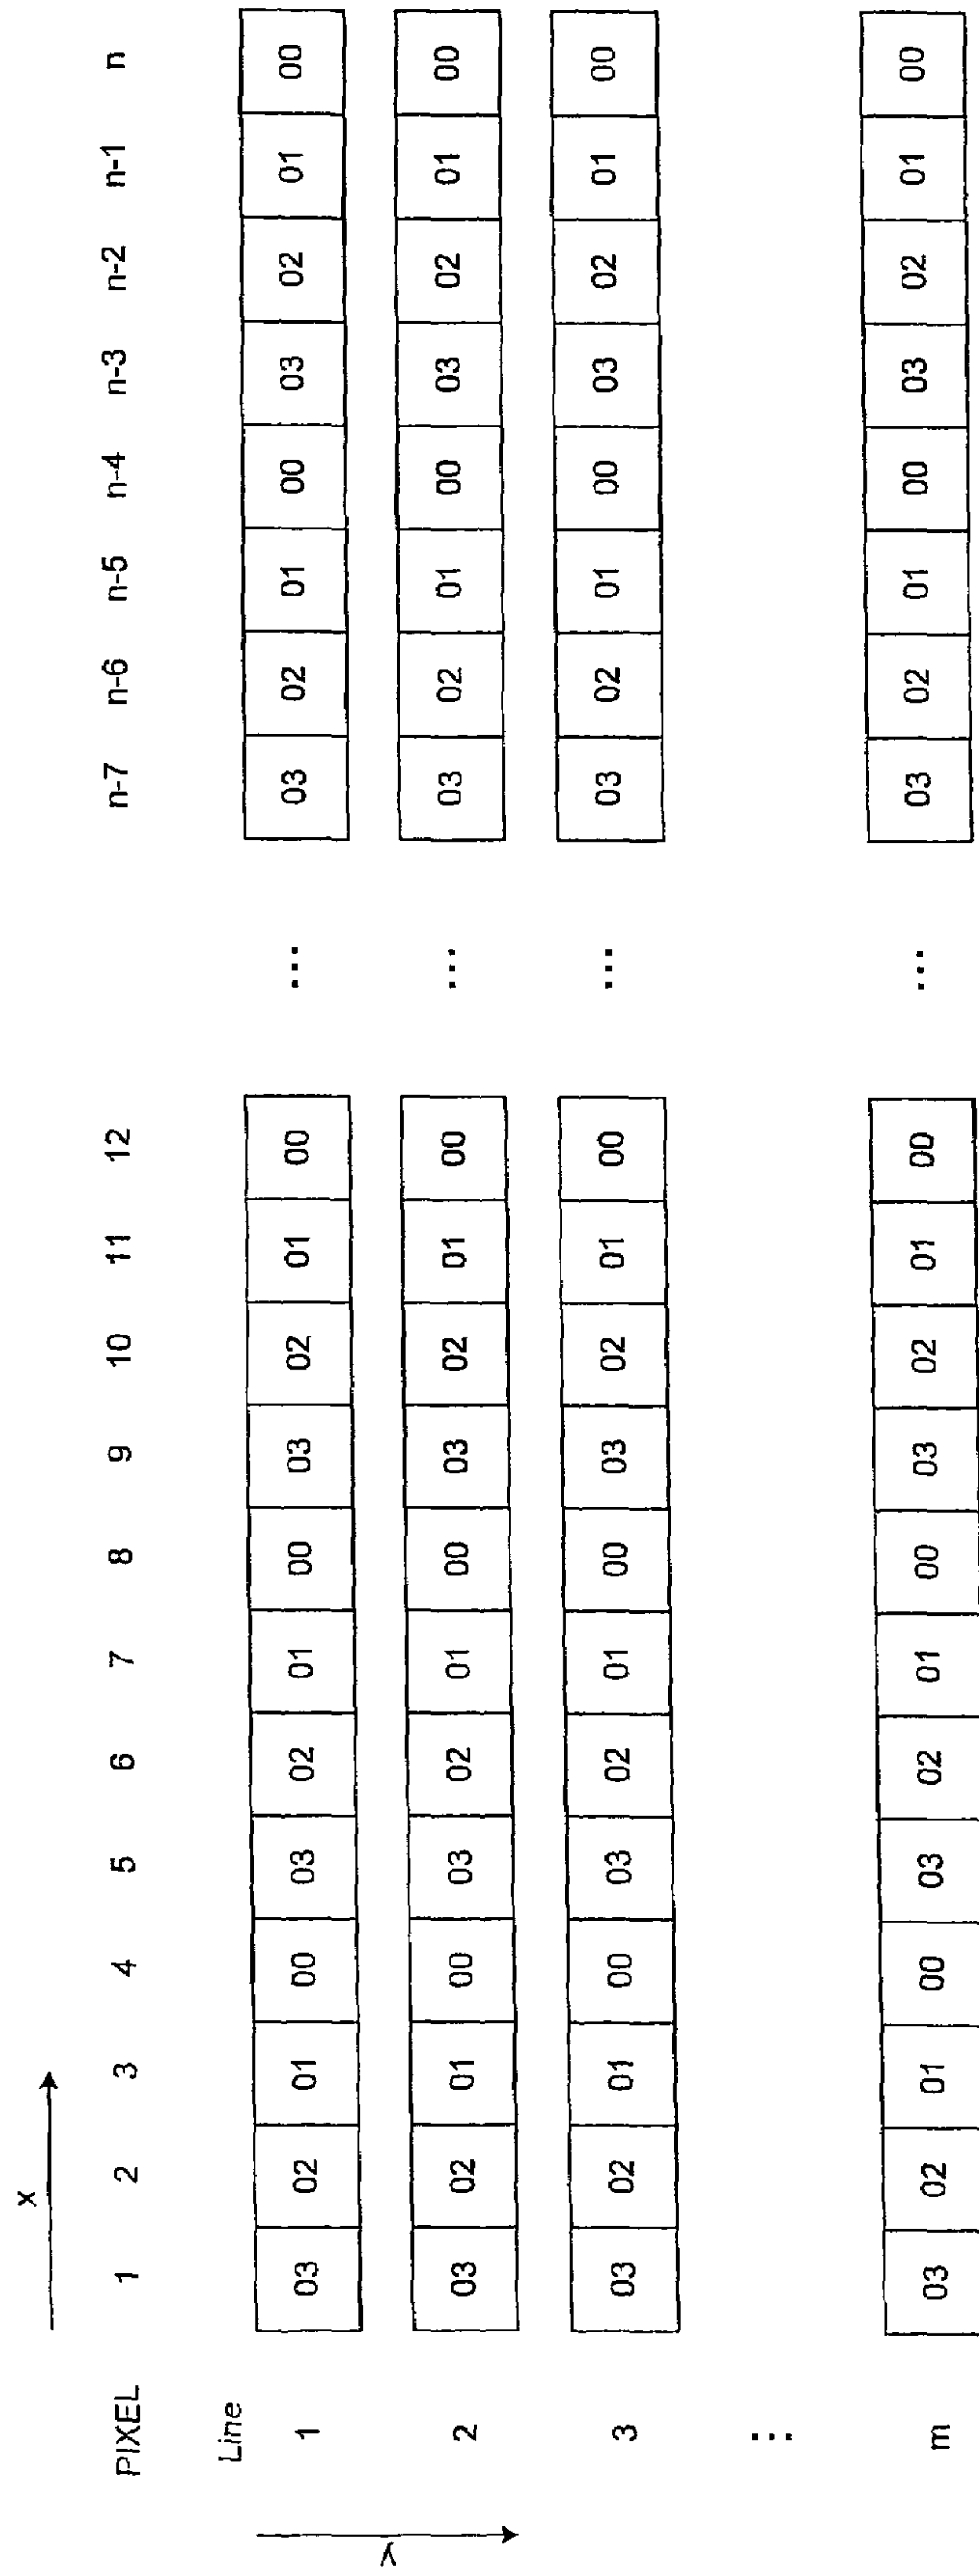 x
PIXEL 1 2 3 4 5 6 7 8 9 10 11 12 n-7 n-6 n-5 n-4 n-3 n-2 n-1 n
Line
1 03 02 01 00 03 02 01 00 03 02 01 00 ... 03 02 01 00 03 02 01 00
y
2 03 02 01 00 03 02 01 00 03 02 01 00 ... 03 02 01 00 03 02 01 00
3 03 02 01 00 03 02 01 00 03 02 01 00 ... 03 02 01 00 03 02 01 00
...
m 03 02 01 00 03 02 01 00 03 02 01 00 ... 03 02 01 00 03 02 01 00